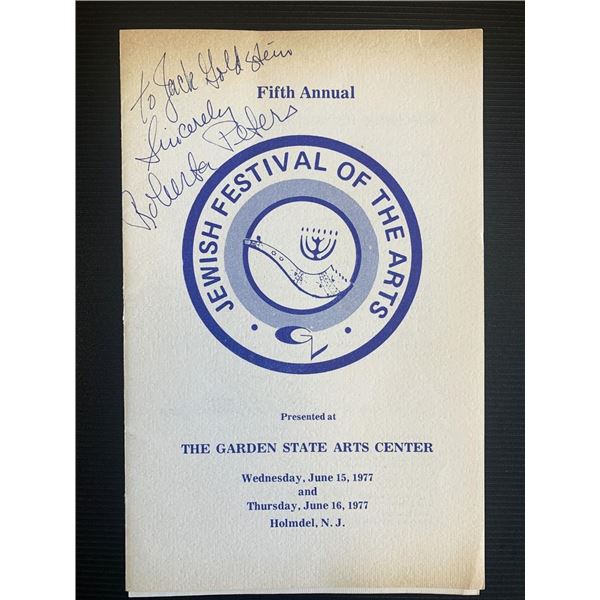 to Jack Goldstein
Sincerely
Roberta Peters
Fifth Annual
· JEWISH FESTIVAL OF THE ARTS ·
Presented at
THE GARDEN STATE ARTS CENTER
Wednesday, June 15, 1977
and
Thursday, June 16, 1977
Holmdel, N. J.